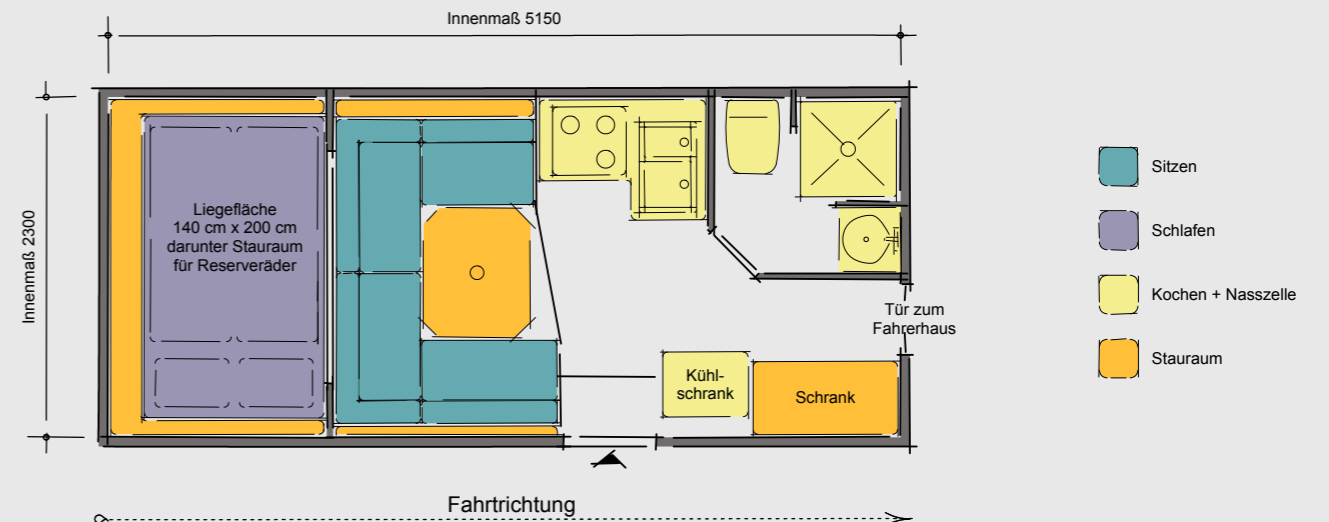 Innenmaß 5150
Innenmaß 2300
Liegefläche
140 cm x 200 cm
darunter Stauraum
für Reserveräder
Tür zum
Fahrerhaus
Kühl-
schrank
Schrank
Fahrtrichtung
Sitzen
Schlafen
Kochen + Nasszelle
Stauraum